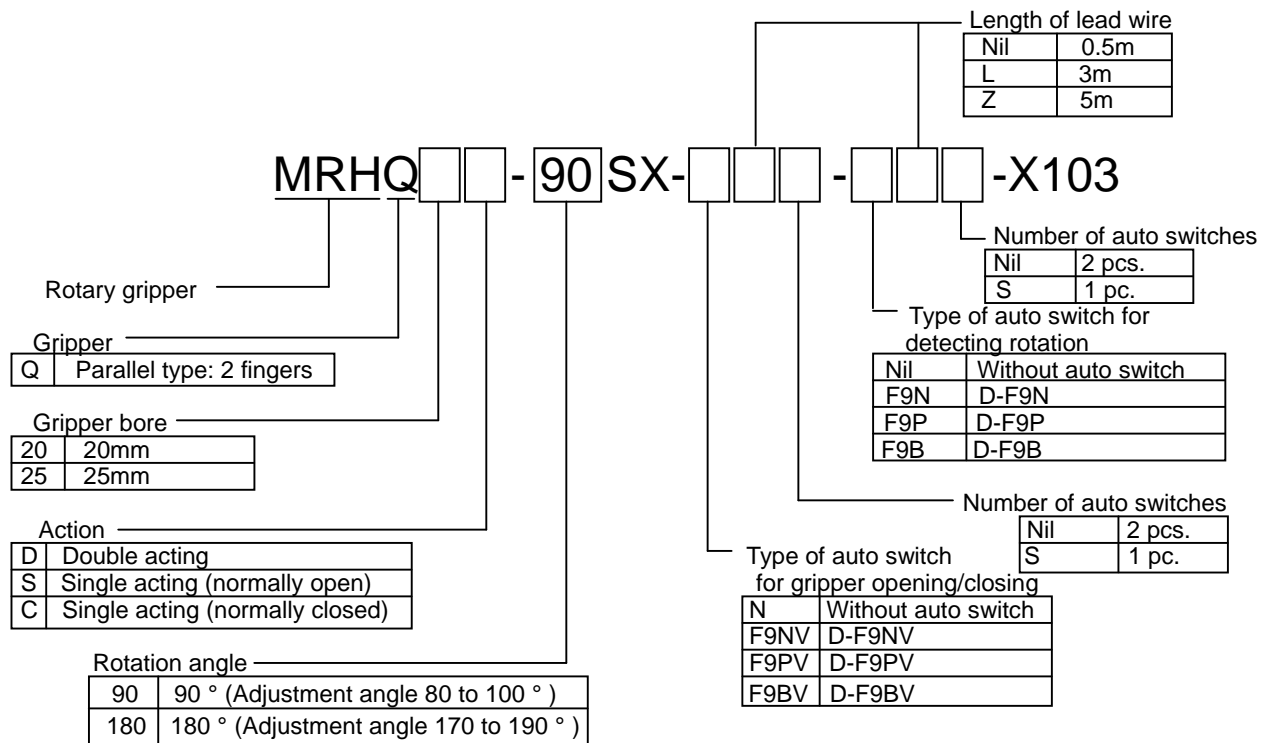 Length of lead wire
Nil 0.5m
L 3m
Z 5m
MRHQ - 90 SX- - -X103
Number of auto switches
Nil 2 pcs.
S 1 pc.
Rotary gripper
Type of auto switch for
detecting rotation
Nil Without auto switch
F9N D-F9N
F9P D-F9P
F9B D-F9B
Gripper
Q Parallel type: 2 fingers
Gripper bore
20 20mm
25 25mm
Number of auto switches
Nil 2 pcs.
S 1 pc.
Action
D Double acting
S Single acting (normally open)
C Single acting (normally closed)
Type of auto switch
for gripper opening/closing
N Without auto switch
F9NV D-F9NV
F9PV D-F9PV
F9BV D-F9BV
Rotation angle
90 90 ° (Adjustment angle 80 to 100 ° )
180 180 ° (Adjustment angle 170 to 190 ° )